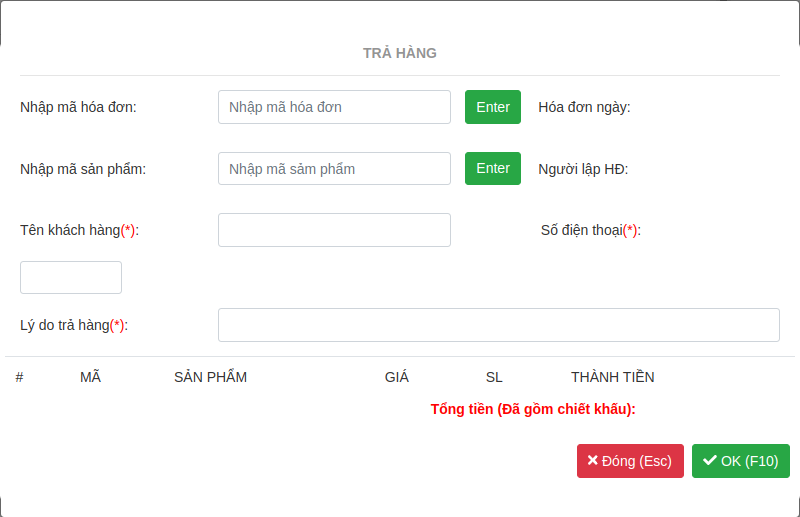 TRẢ HÀNG
Nhập mã hóa đơn: Nhập mã hóa đơn Enter Hóa đơn ngày:
Nhập mã sản phẩm: Nhập mã sảm phẩm Enter Người lập HĐ:
Tên khách hàng(*): Số điện thoại(*):
Lý do trả hàng(*):
# MÃ SẢN PHẨM GIÁ SL THÀNH TIỀN
Tổng tiền (Đã gồm chiết khấu):
Đóng (Esc) OK (F10)